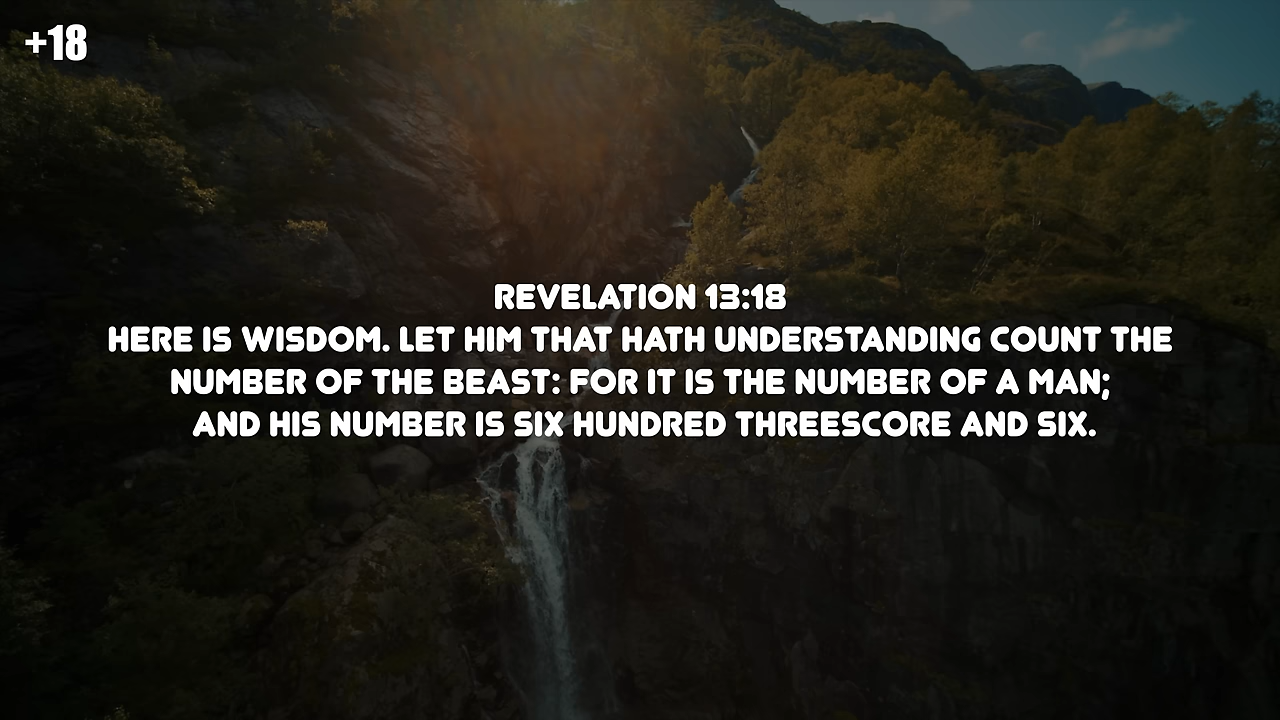 +18
REVELATION 13:18
HERE IS WISDOM. LET HIM THAT HATH UNDERSTANDING COUNT THE
NUMBER OF THE BEAST: FOR IT IS THE NUMBER OF A MAN;
AND HIS NUMBER IS SIX HUNDRED THREESCORE AND SIX.